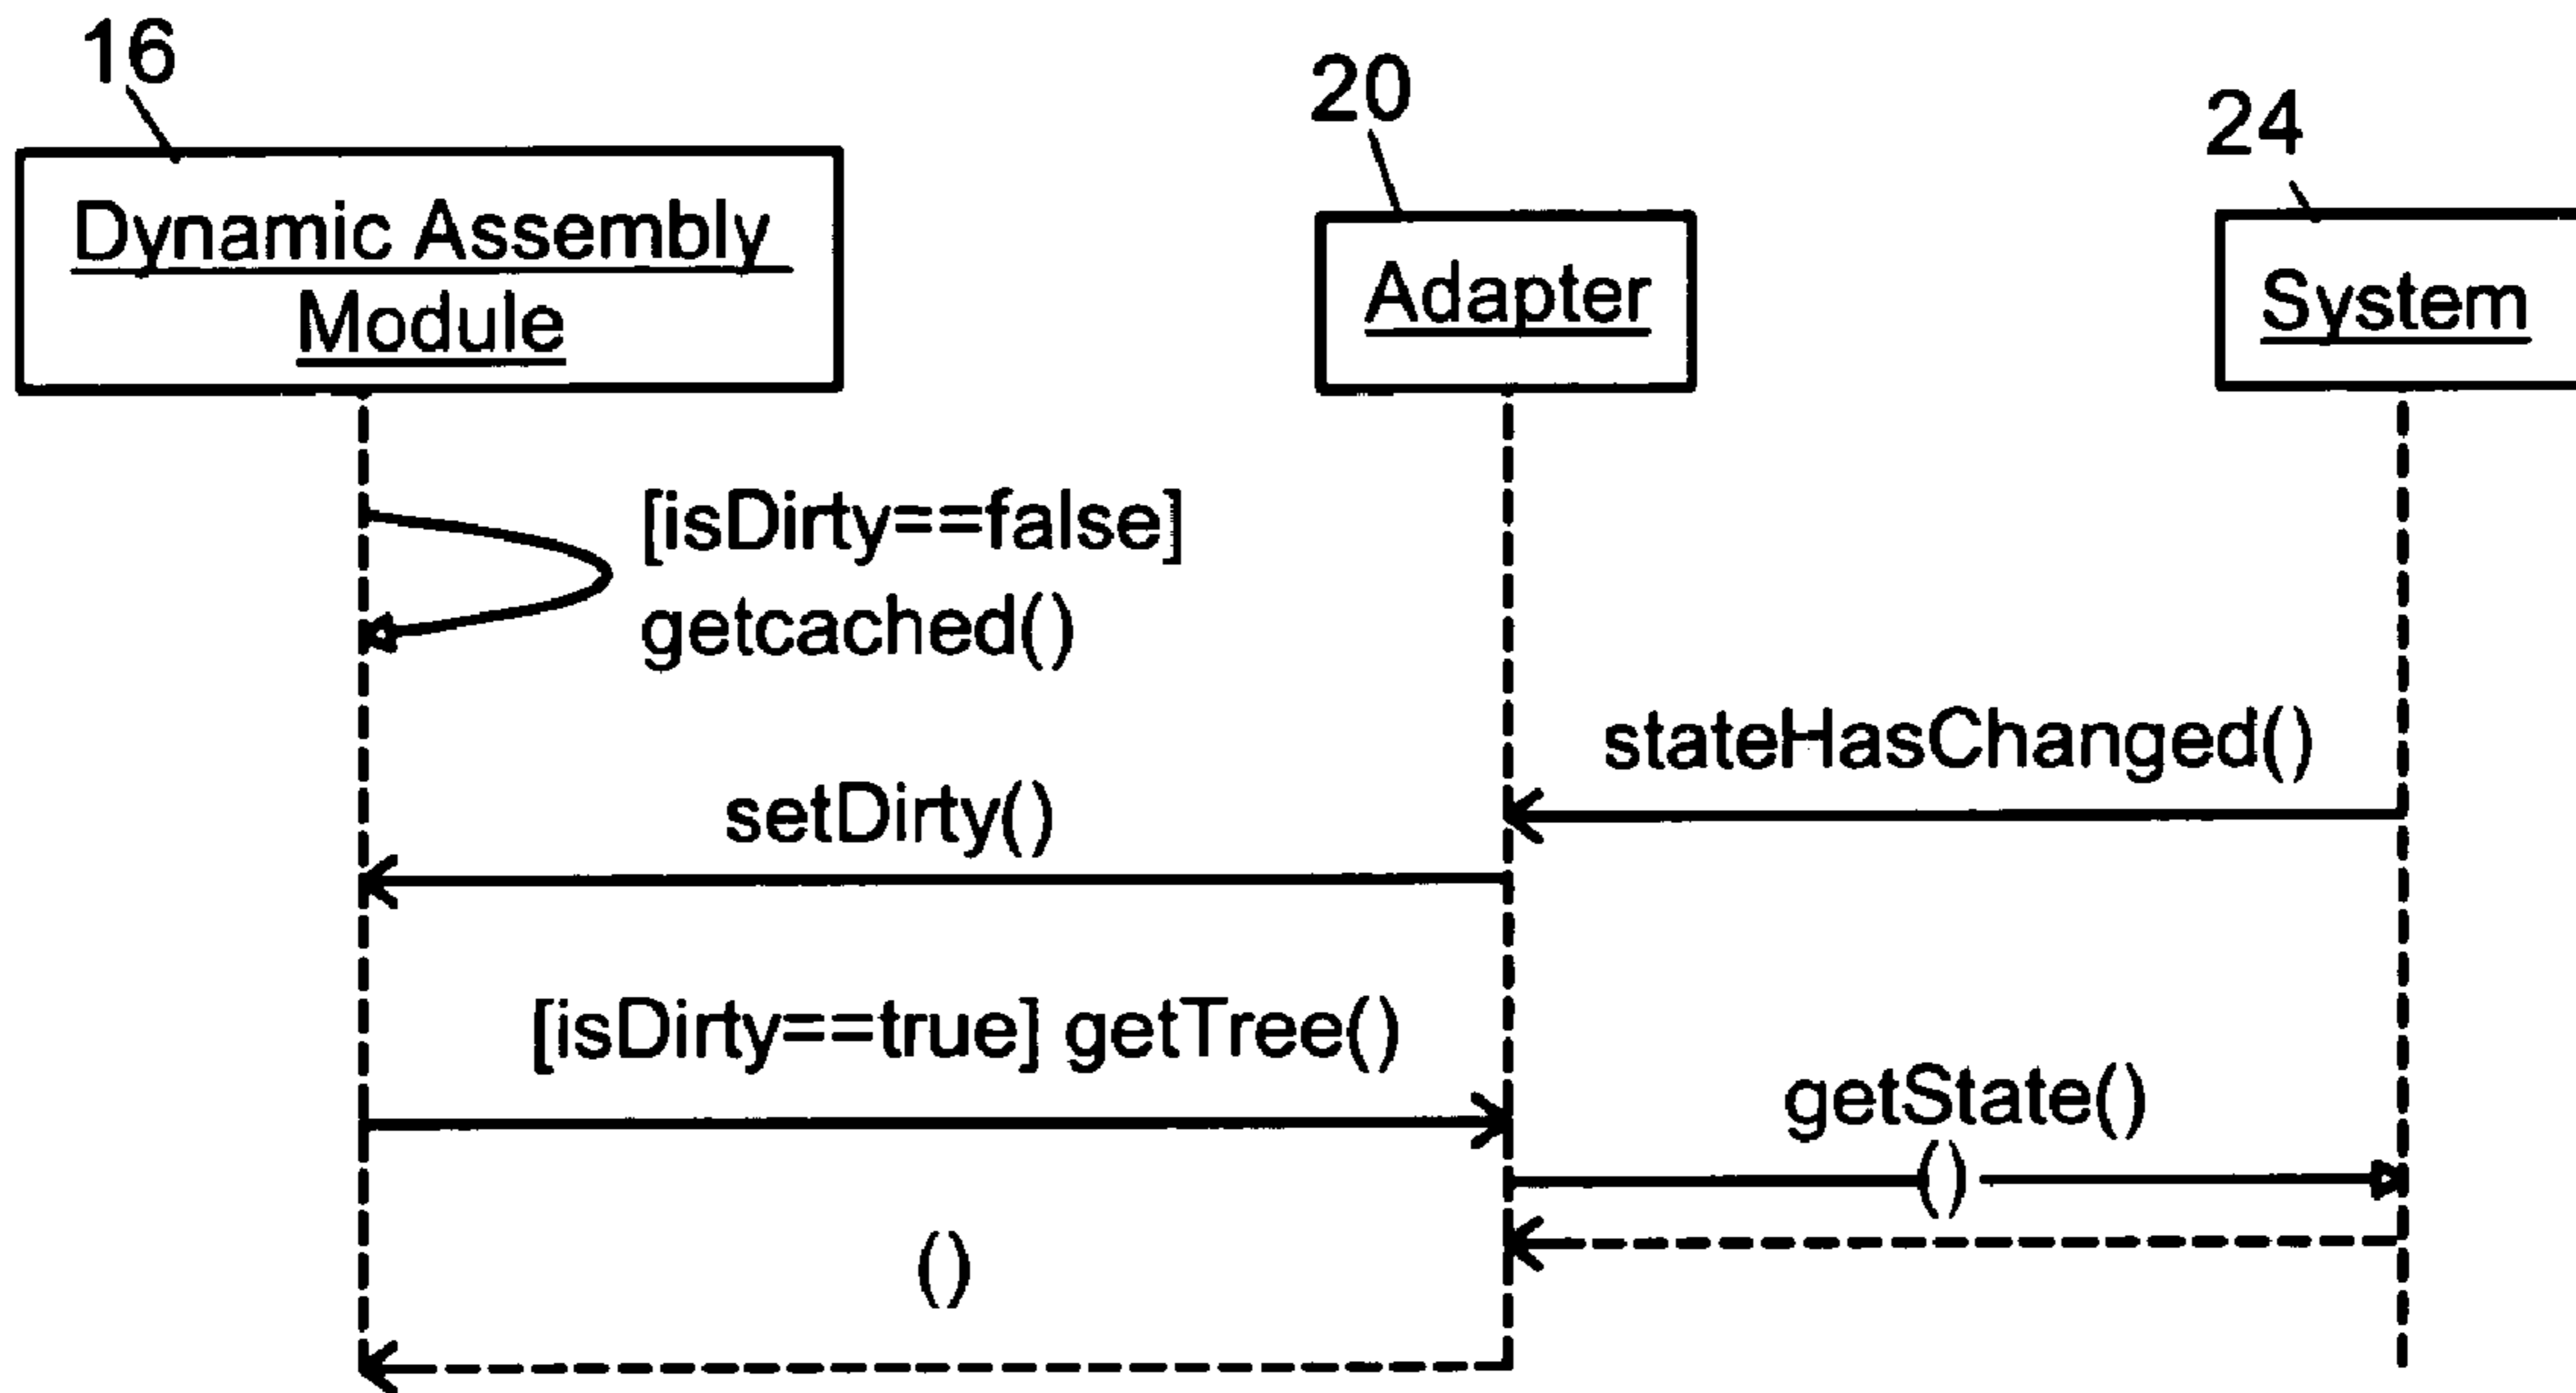 16
20
24
Dynamic Assembly
Module
Adapter
System
[isDirty==false]
getcached()
stateHasChanged()
setDirty()
[isDirty==true] getTree()
getState()
()
()